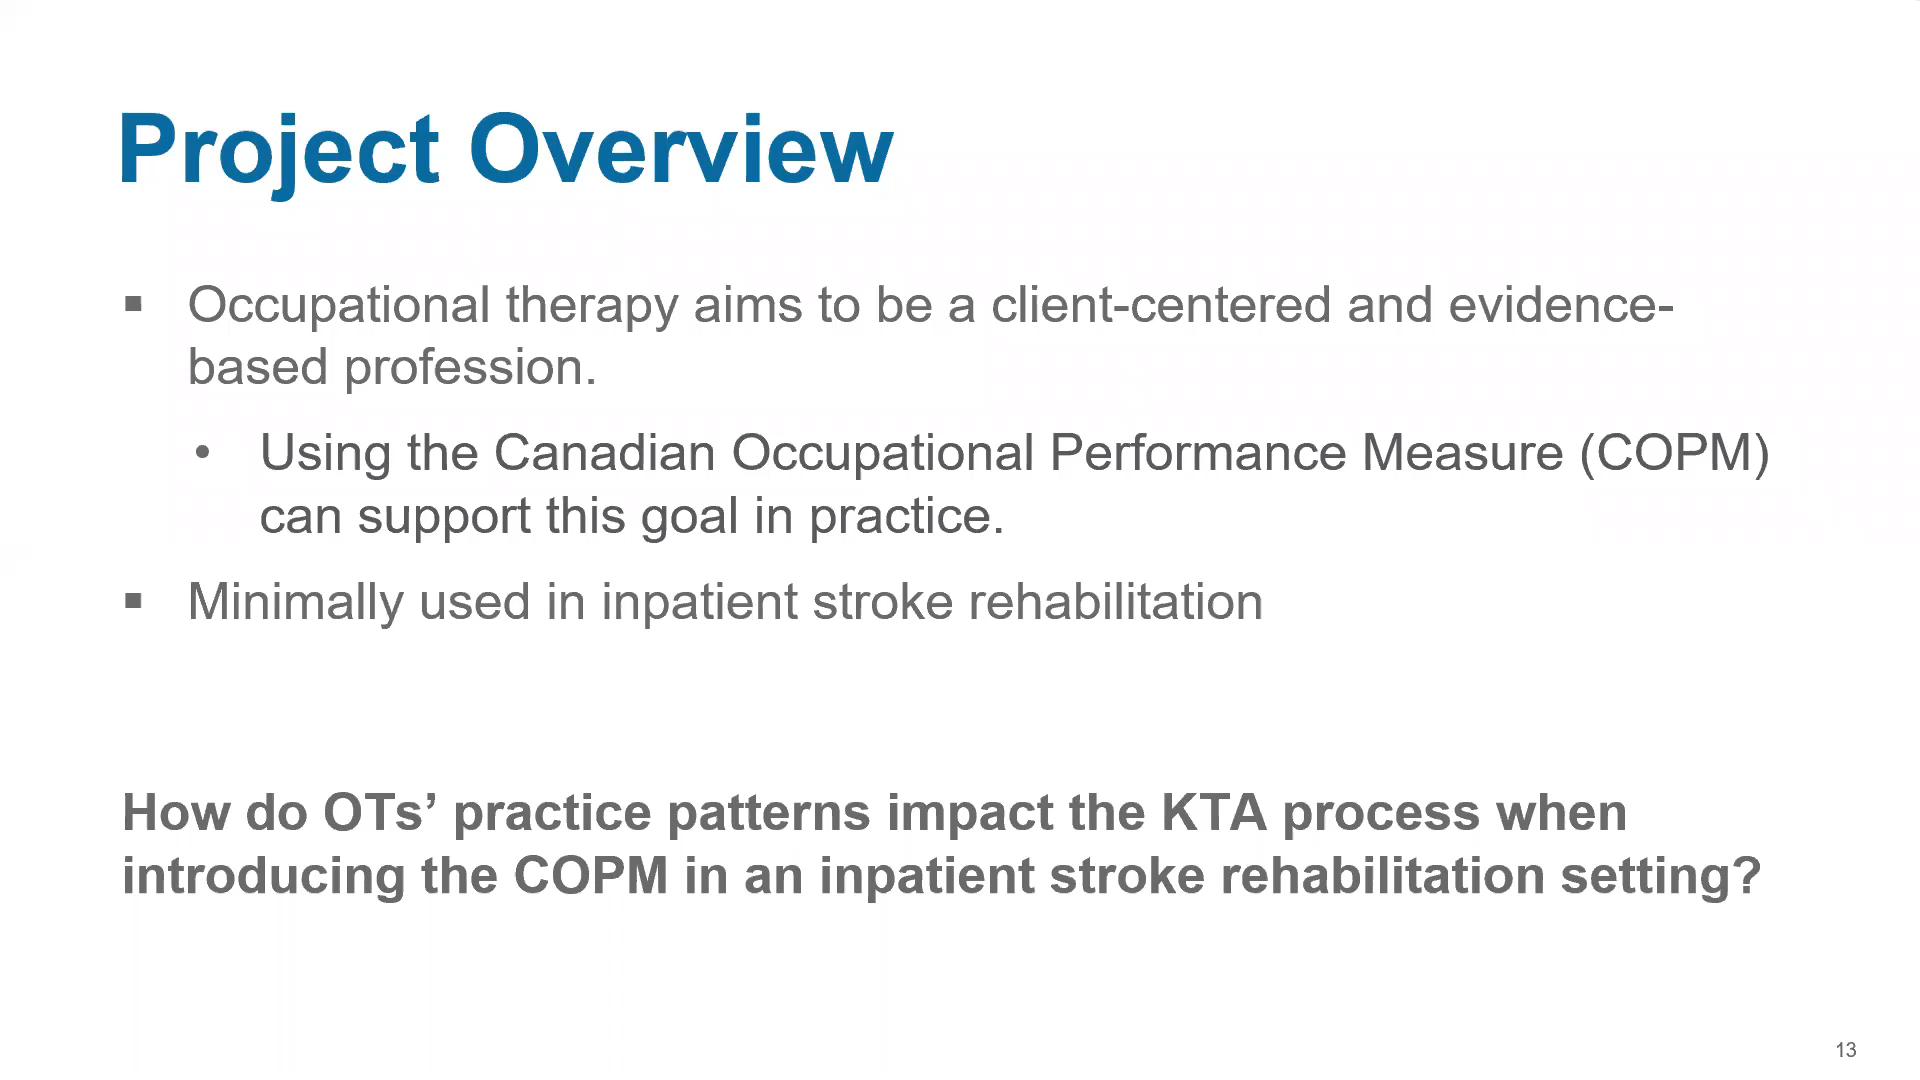 Project Overview
▪ Occupational therapy aims to be a client-centered and evidence-
based profession.
• Using the Canadian Occupational Performance Measure (COPM)
can support this goal in practice.
▪ Minimally used in inpatient stroke rehabilitation
How do OTs’ practice patterns impact the KTA process when
introducing the COPM in an inpatient stroke rehabilitation setting?
13